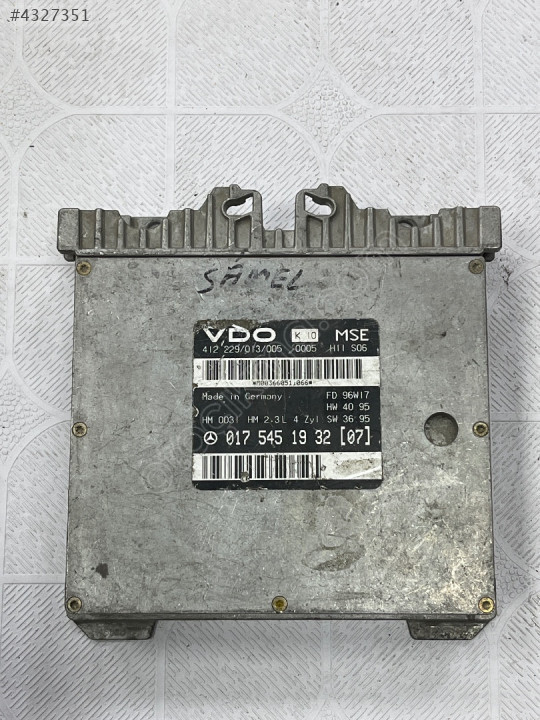 #4327351
SAMEL
VDO K 10 MSE
412 229/013/005 0005 H11 S06
Made in Germany FD 96W17
HW 40 95
HM 0031 HM 2.3L 4 Zyl SW 36 95
017 545 19 32 [07]